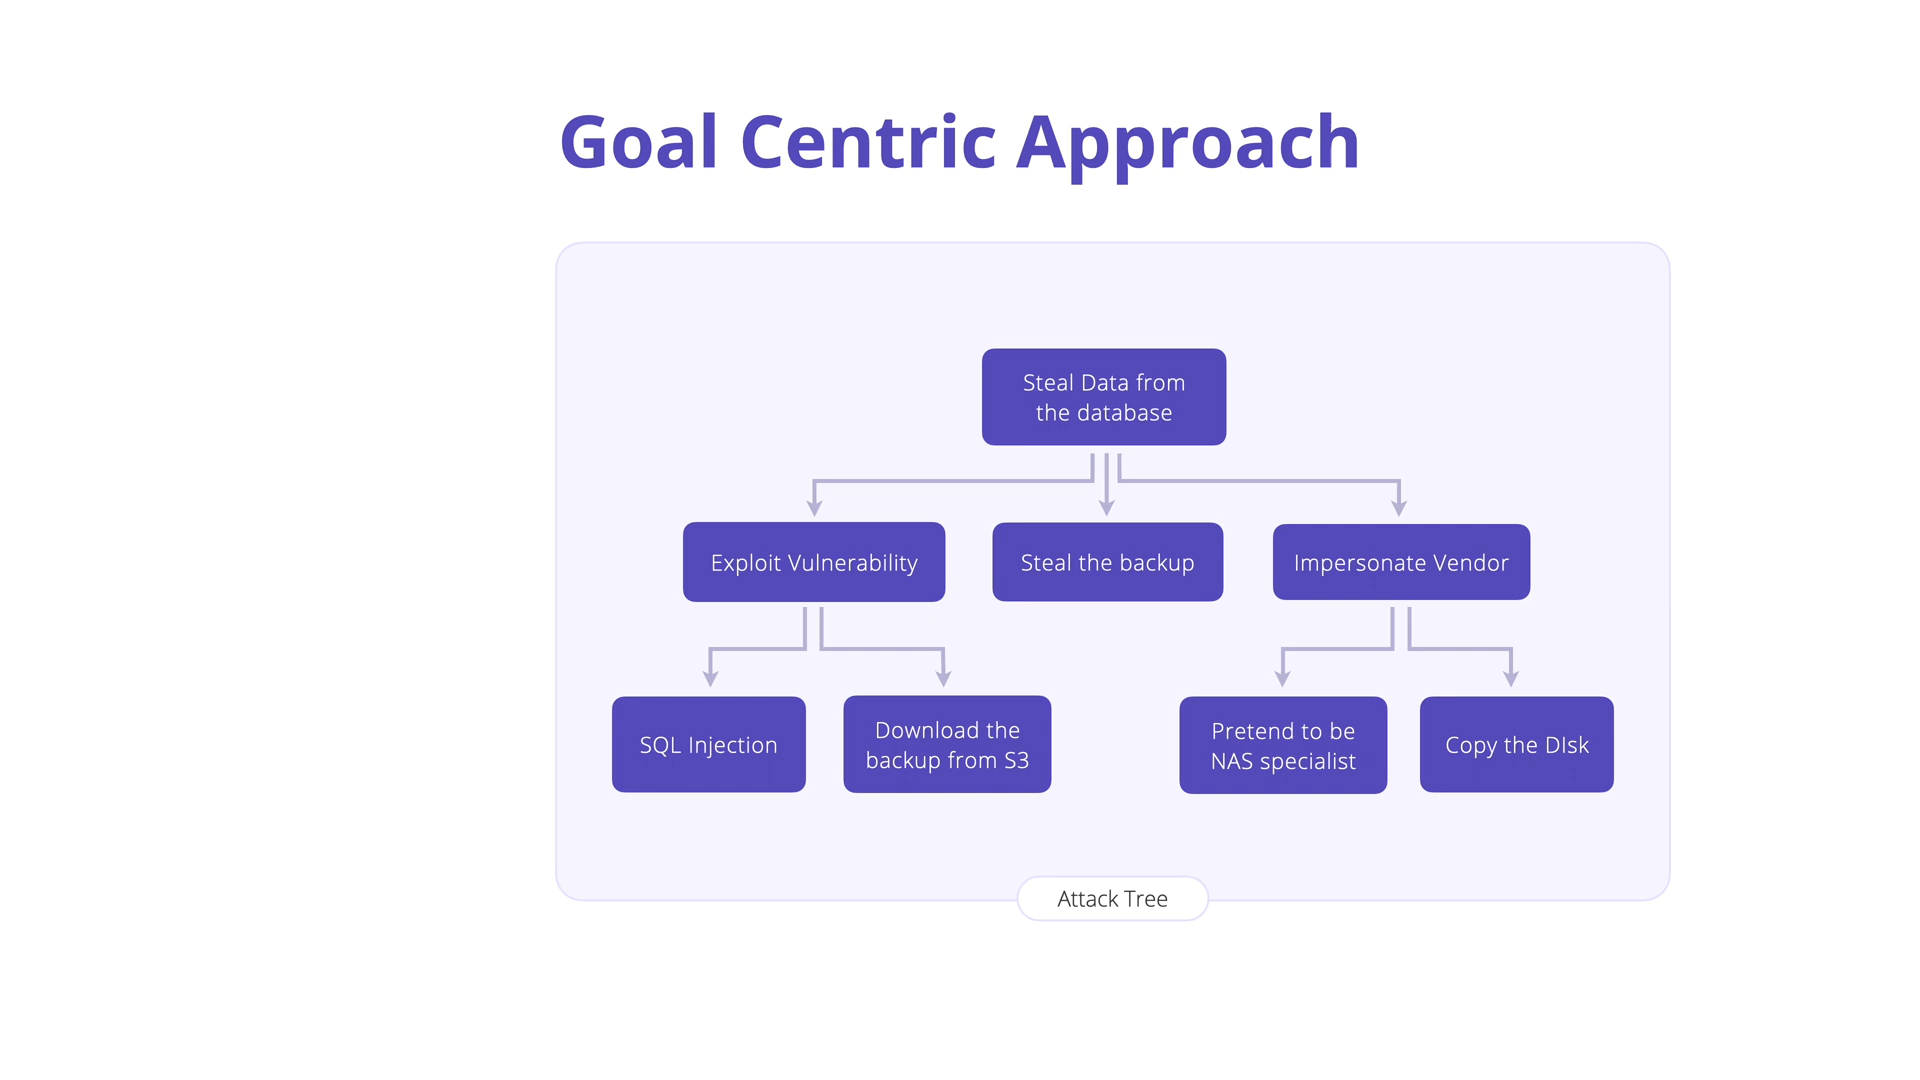 Goal Centric Approach
Steal Data from
the database
Exploit Vulnerability
Steal the backup
Impersonate Vendor
SQL Injection
Download the
backup from S3
Pretend to be
NAS specialist
Copy the DIsk
Attack Tree